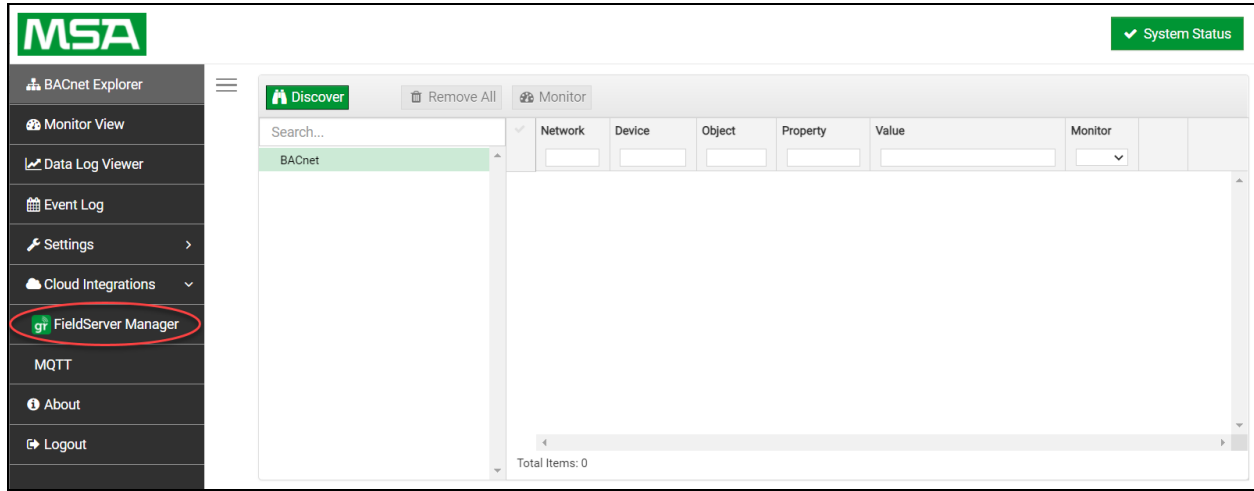 MSA
System Status
BACnet Explorer
Monitor View
Data Log Viewer
Event Log
Settings
Cloud Integrations
gr FieldServer Manager
MQTT
About
Logout
Discover
Remove All
Monitor
Search...
BACnet
Network Device Object Property Value Monitor
Total Items: 0